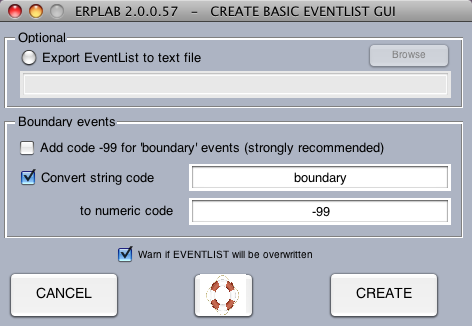 ERPLAB 2.0.0.57 - CREATE BASIC EVENTLIST GUI
Optional
Export EventList to text file
Browse
Boundary events
Add code -99 for 'boundary' events (strongly recommended)
Convert string code
boundary
to numeric code
-99
Warn if EVENTLIST will be overwritten
CANCEL
CREATE